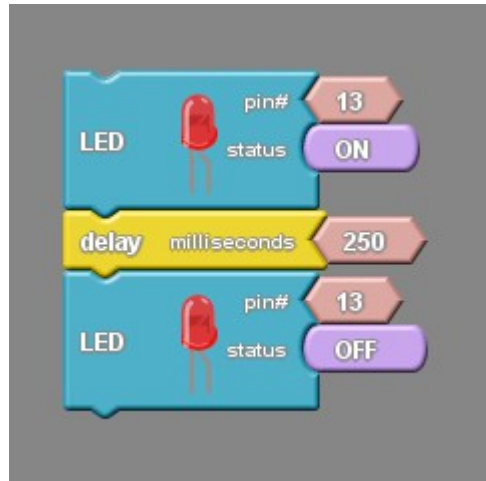 pin# 13
LED
status ON
delay milliseconds 250
pin# 13
LED
status OFF